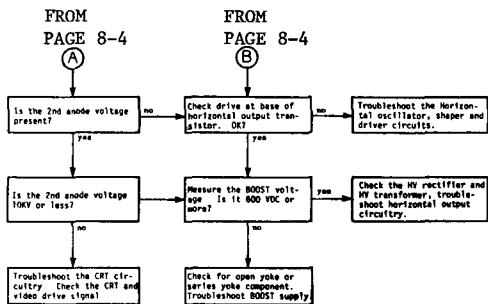 FROM
PAGE 8-4
A
FROM
PAGE 8-4
B
Is the 2nd anode voltage
present?
no
Check drive at base of
horizontal output tran-
sistor. OK?
no
Troubleshoot the Horizon-
tal oscillator, shaper and
driver circuits.
yes
yes
Is the 2nd anode voltage
10KV or less?
Measure the BOOST volt-
age Is it 600 VDC or
more?
yes
Check the HV rectifier and
HV transformer, trouble-
shoot horizontal output
circuitry.
no
no
Troubleshoot the CRT cir-
cuitry Check the CRT and
video drive signal
Check for open yoke or
series yoke component.
Troubleshoot BOOST supply.